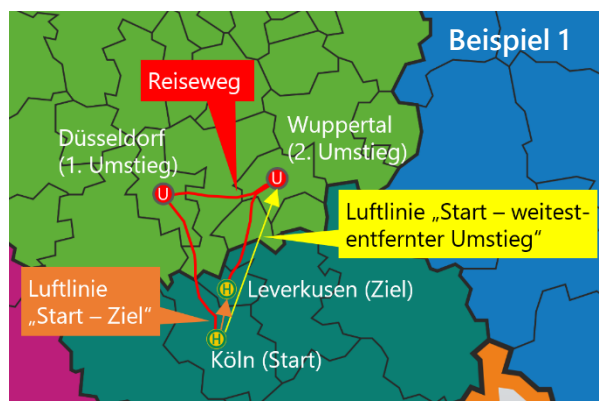 Beispiel 1
Reiseweg
Düsseldorf
(1. Umstieg)
Wuppertal
(2. Umstieg)
U
U
Luftlinie „Start – weitest-
entfernter Umstieg“
Luftlinie
„Start – Ziel“
H
Leverkusen (Ziel)
H
Köln (Start)